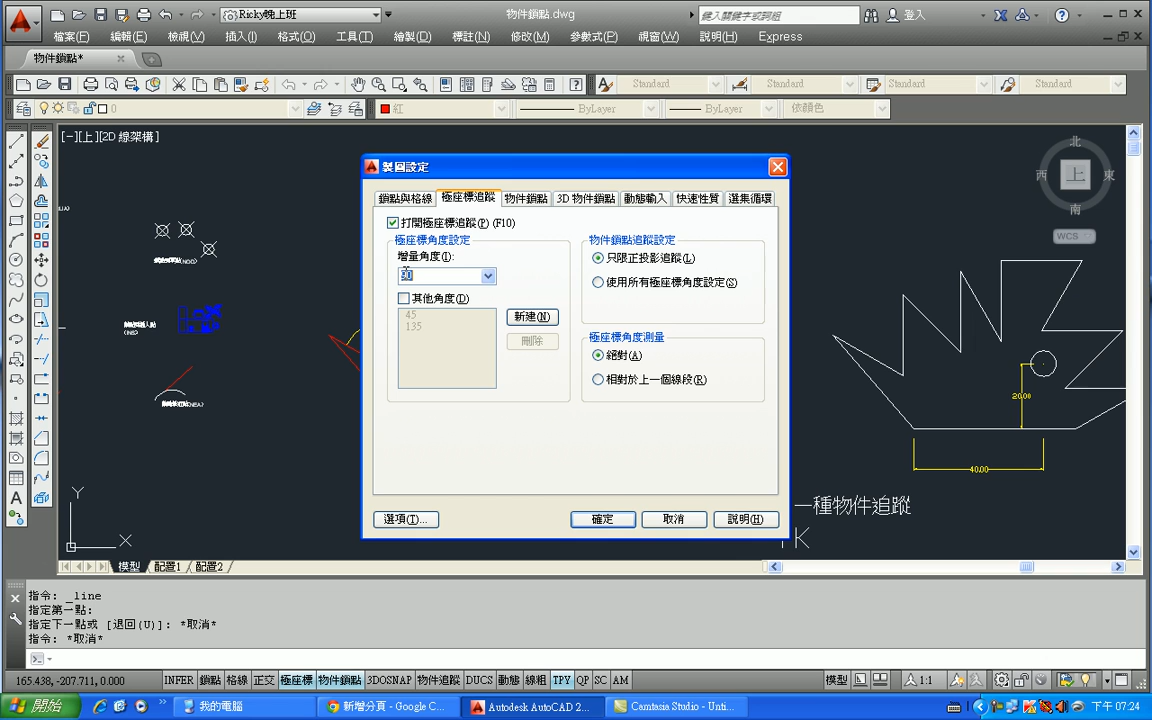 Ricky晚上班
物件鎖點.dwg
鍵入關鍵字或詞組
登入
檔案(F) 編輯(E) 檢視(V) 插入(I) 格式(O) 工具(T) 繪製(D) 標註(N) 修改(M) 參數式(P) 視窗(W) 說明(H) Express
物件鎖點*
Standard Standard Standard Standard
0 紅 ByLayer ByLayer 依顏色
[-][上][2D 線架構]
北
西 上 東
南
WCS
製圖設定
鎖點與格線 極座標追蹤 物件鎖點 3D 物件鎖點 動態輸入 快速性質 選集循環
打開極座標追蹤(P) (F10)
極座標角度設定
增量角度(I):
30
其他角度(D)
45
135
新建(N)
刪除
物件鎖點追蹤設定
只限正投影追蹤(L)
使用所有極座標角度設定(S)
極座標角度測量
絕對(A)
相對於上一個線段(R)
選項(T)... 確定 取消 說明(H)
20.00
40.00
一種物件追蹤
K
Y
X
模型 配置1 配置2
指令: _line
指定第一點:
指定下一點或 [退回(U)]: *取消*
指令: *取消*
165.438, -207.711, 0.000
INFER 鎖點 格線 正交 極座標 物件鎖點 3DOSNAP 物件追蹤 DUCS 動態 線粗 TPY QP SC AM
模型 1:1
開始 我的電腦 新增分頁 - Google C... Autodesk AutoCAD 2... Camtasia Studio - Unti... 下午 07:24